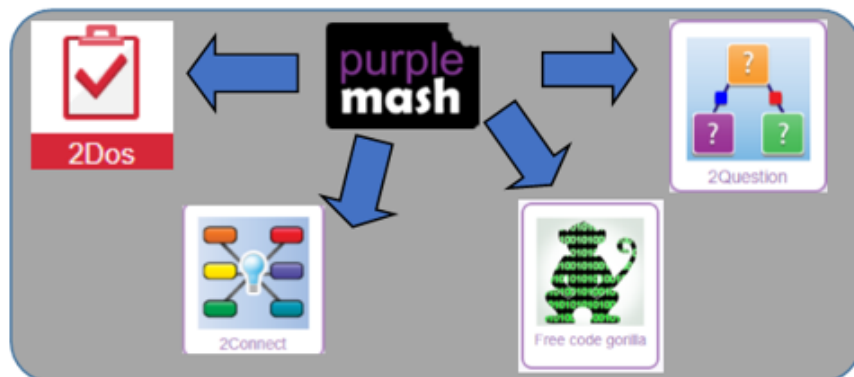 purple
mash
2Dos
?
? ?
2Question
2Connect
Free code gorilla